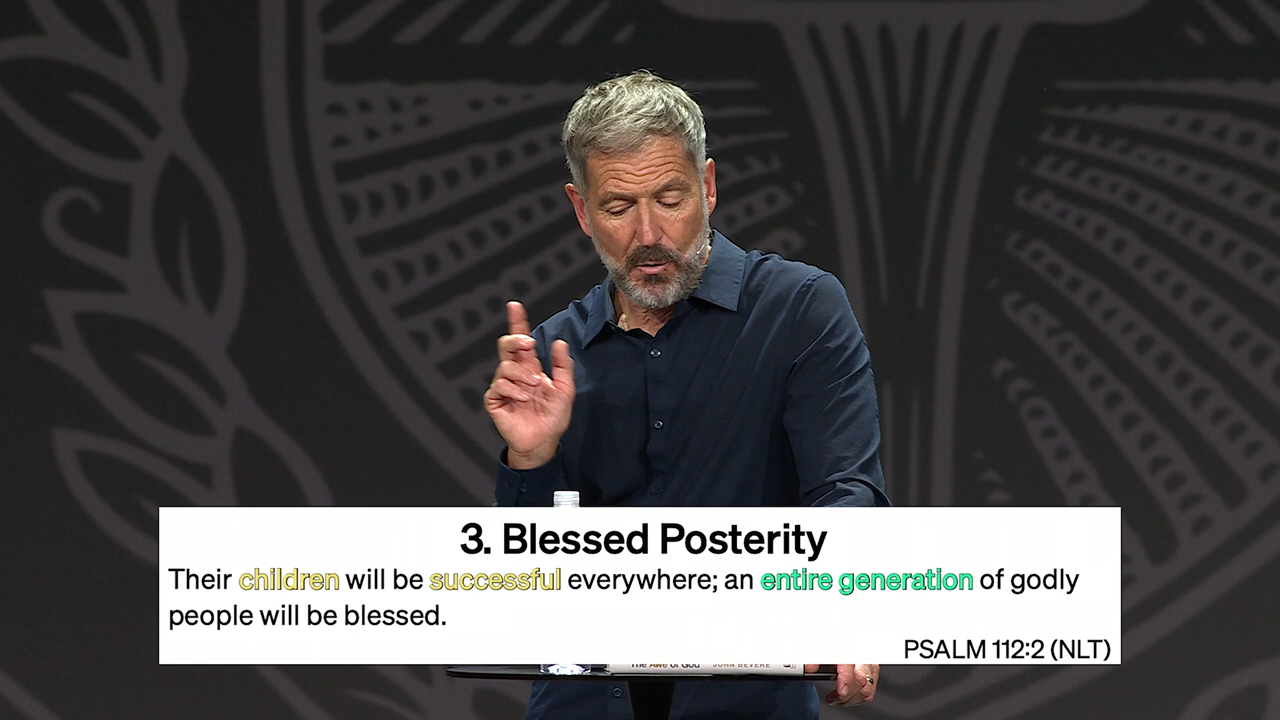 3. Blessed Posterity
Their children will be successful everywhere; an entire generation of godly
people will be blessed.
PSALM 112:2 (NLT)
The Awe of God JOHN BEVERE